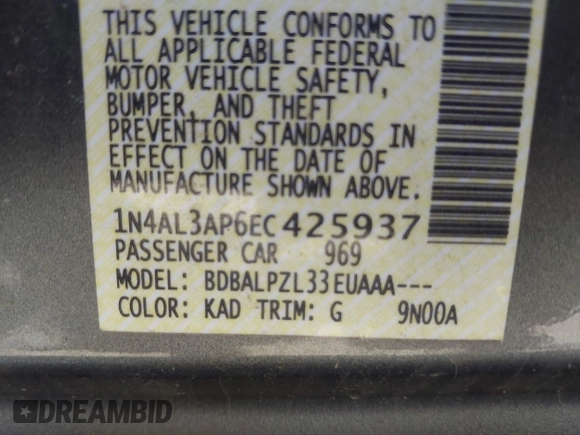 THIS VEHICLE CONFORMS TO
ALL APPLICABLE FEDERAL
MOTOR VEHICLE SAFETY,
BUMPER, AND THEFT
PREVENTION STANDARDS IN
EFFECT ON THE DATE OF
MANUFACTURE SHOWN ABOVE.
1N4AL3AP6EC425937
PASSENGER CAR 969
MODEL: BDBALPZL33EUAAA---
COLOR: KAD TRIM: G 9N00A
DREAMBID